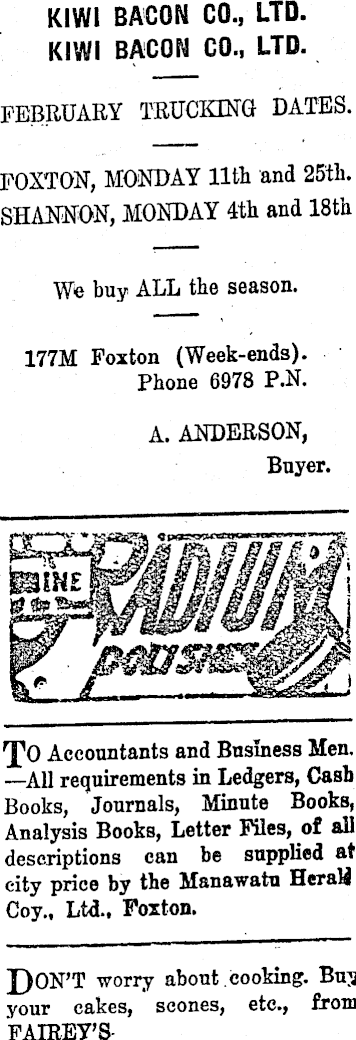 KIWI BACON CO., LTD.
KIWI BACON CO., LTD.
FEBRUARY TRUCKING DATES.
FOXTON, MONDAY 11th and 25th.
SHANNON, MONDAY 4th and 18th
We buy ALL the season.
177M Foxton (Week-ends).
Phone 6978 P.N.
A. ANDERSON,
Buyer.
RADIUM
POLISHES
TO Accountants and Business Men.
—All requirements in Ledgers, Cash
Books, Journals, Minute Books,
Analysis Books, Letter Files, of all
descriptions can be supplied at
city price by the Manawatu Herald
Coy., Ltd., Foxton.
DON'T worry about cooking. Buy
your cakes, scones, etc., from
FAIREY'S